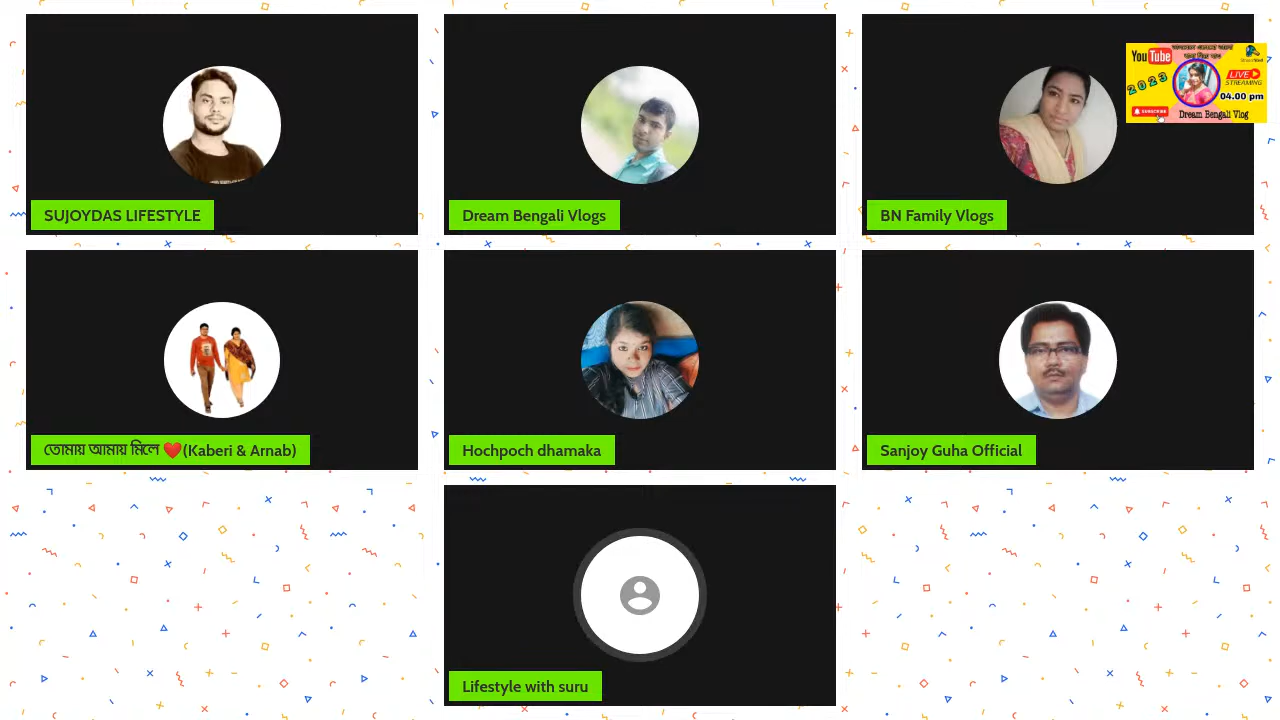 SUJOYDAS LIFESTYLE
Dream Bengali Vlogs
BN Family Vlogs
YouTube
2023
LIVE
STREAMING
04.00 pm
SUBSCRIBE
Dream Bengali Vlog
তোমায় আমায় মিলে ❤️(Kaberi & Arnab)
Hochpoch dhamaka
Sanjoy Guha Official
Lifestyle with suru